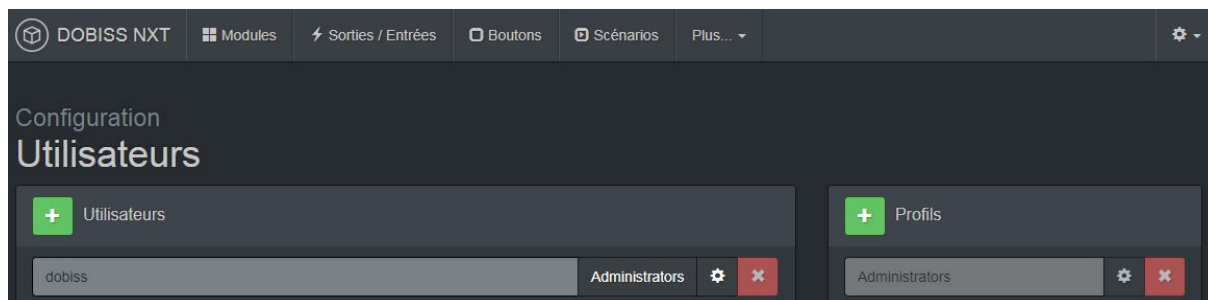 DOBISS NXT Modules Sorties / Entrées Boutons Scénarios Plus...
Configuration
Utilisateurs
Utilisateurs
dobiss Administrators
Profils
Administrators